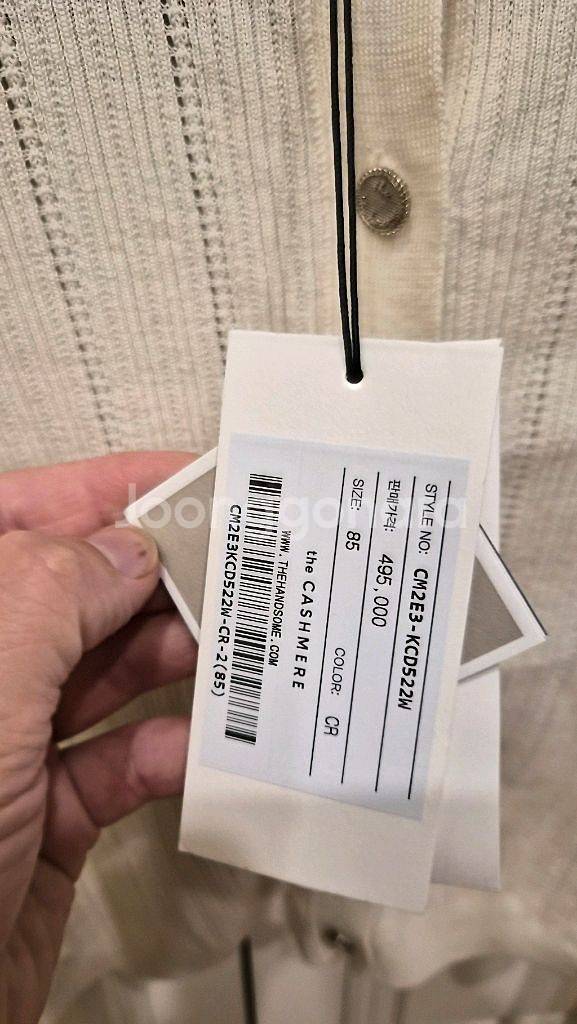 STYLE NO: CM2E3-KCD522W
판매가격: 495,000
SIZE: 85 COLOR: CR
the CASHMERE
WWW.THEHANDSOME.COM
CM2E3KCD522W-CR-2(85)
Joonggonara